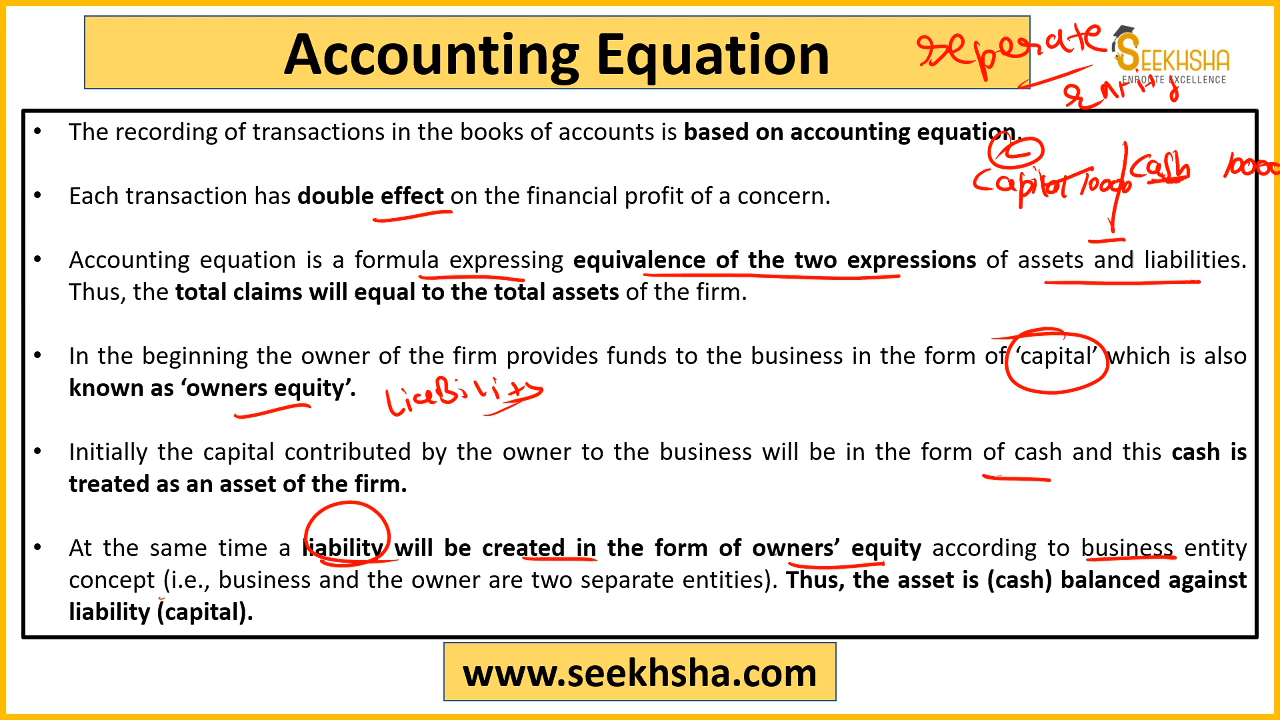 Accounting Equation
seperate
entity
SEEKHSHA
ENROUTE EXCELLENCE
• The recording of transactions in the books of accounts is based on accounting equation.
L
Capital 10000 Cash 10000
• Each transaction has double effect on the financial profit of a concern.
• Accounting equation is a formula expressing equivalence of the two expressions of assets and liabilities.
Thus, the total claims will equal to the total assets of the firm.
• In the beginning the owner of the firm provides funds to the business in the form of ‘capital’ which is also
known as ‘owners equity’.
LiaBility
• Initially the capital contributed by the owner to the business will be in the form of cash and this cash is
treated as an asset of the firm.
• At the same time a liability will be created in the form of owners’ equity according to business entity
concept (i.e., business and the owner are two separate entities). Thus, the asset is (cash) balanced against
liability (capital).
www.seekhsha.com